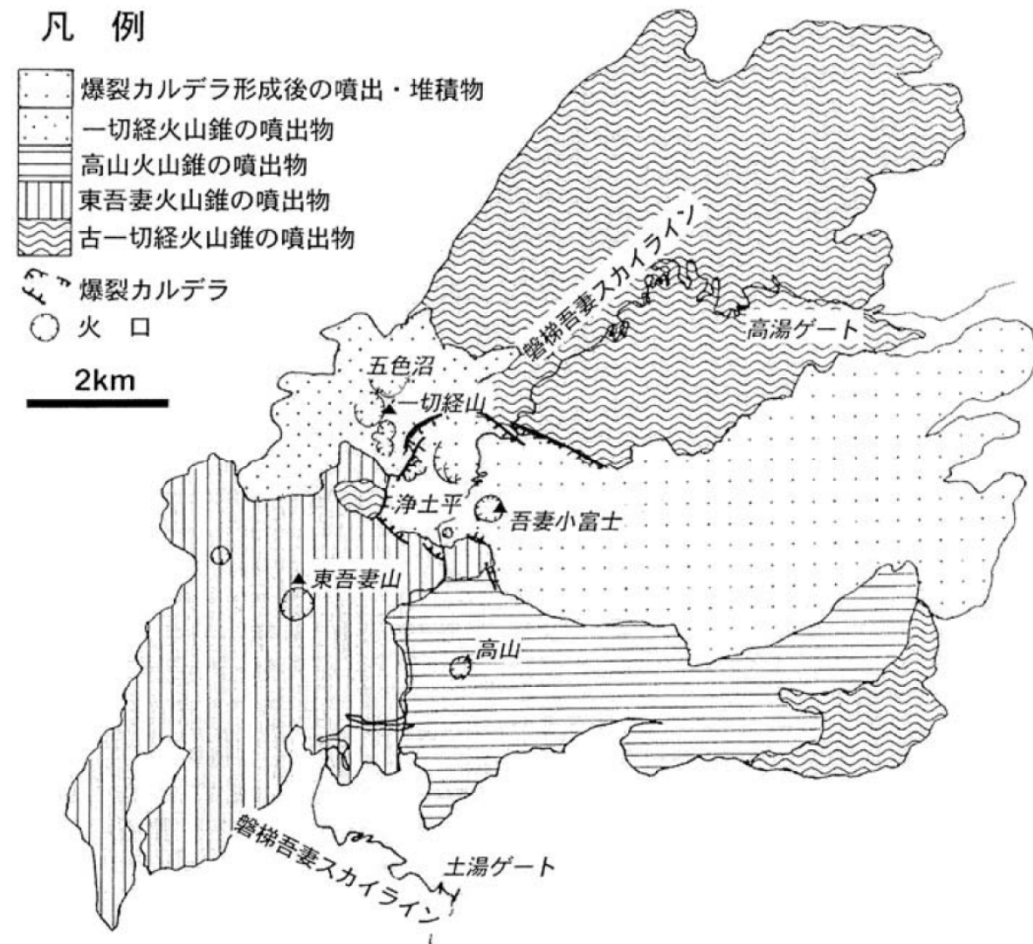 凡 例
爆裂カルデラ形成後の噴出・堆積物
一切経火山錐の噴出物
高山火山錐の噴出物
東吾妻火山錐の噴出物
古一切経火山錐の噴出物
爆裂カルデラ
火 口
2km
磐梯吾妻スカイライン
高湯ゲート
五色沼
一切経山
浄土平
吾妻小富士
東吾妻山
高山
磐梯吾妻スカイライン
土湯ゲート